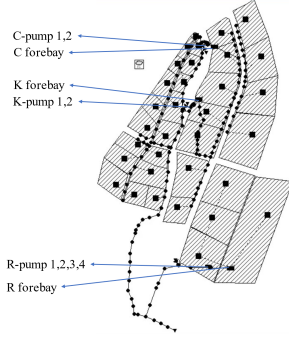 C-pump 1,2
C forebay
K forebay
K-pump 1,2
R-pump 1,2,3,4
R forebay